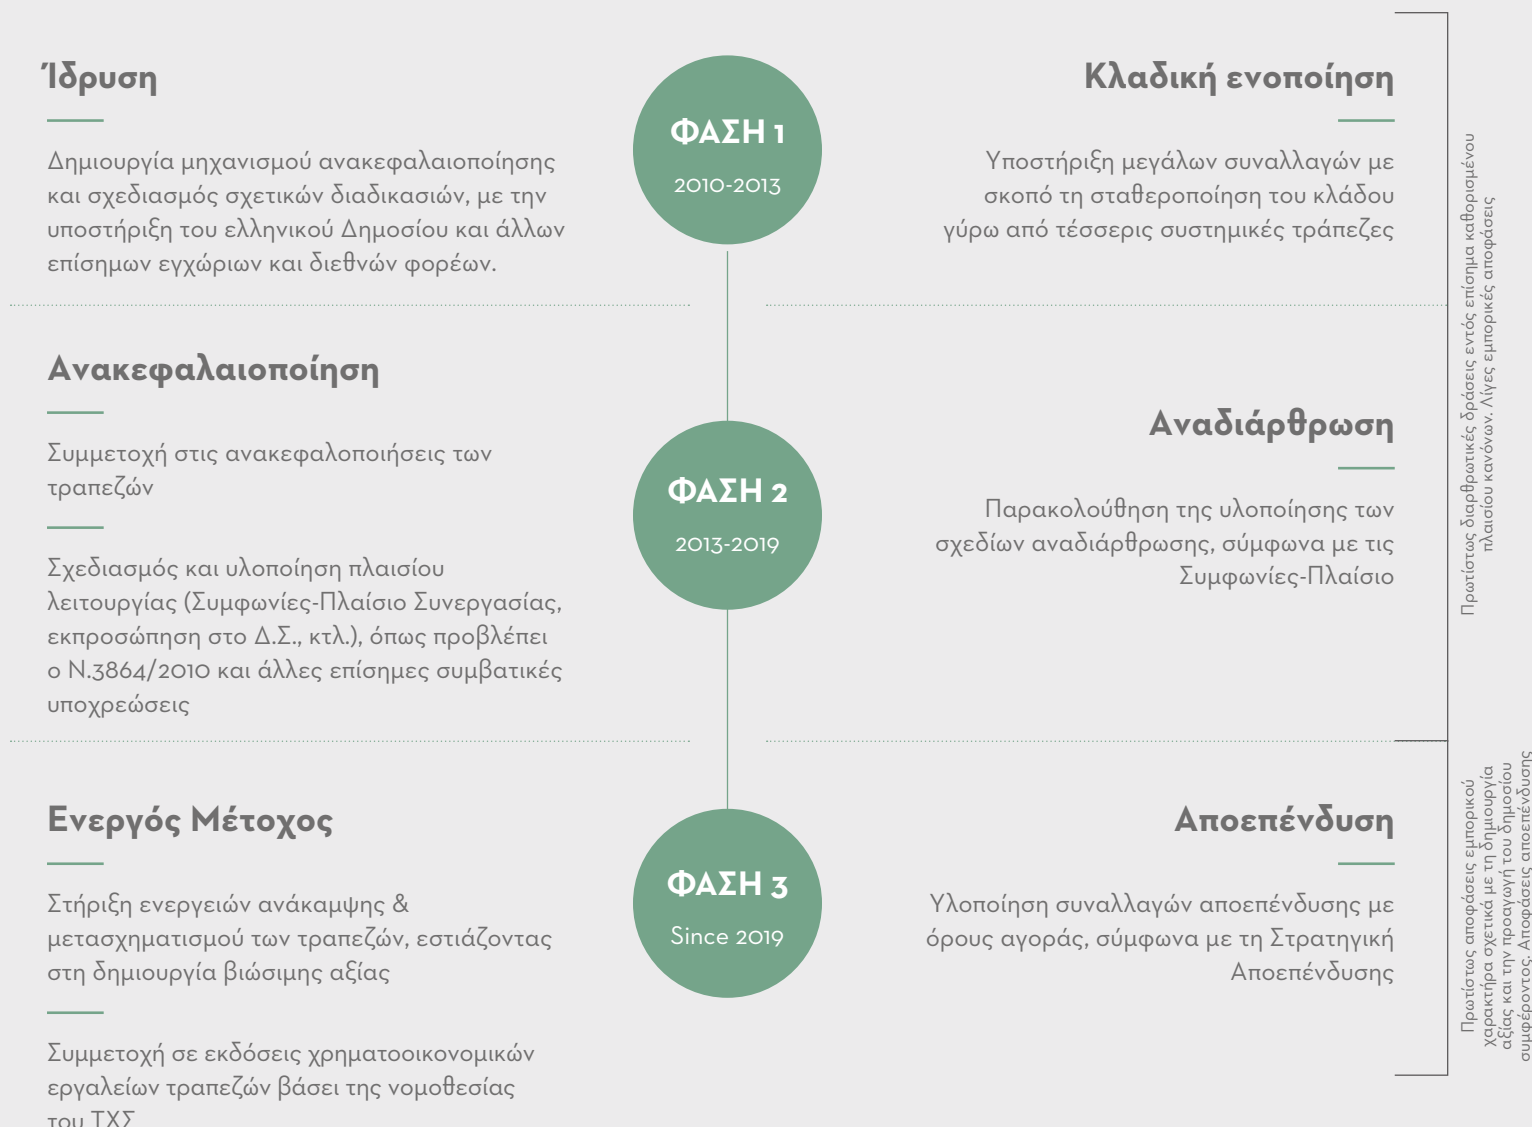 Ίδρυση
Δημιουργία μηχανισμού ανακεφαλαιοποίησης
και σχεδιασμός σχετικών διαδικασιών, με την
υποστήριξη του ελληνικού Δημοσίου και άλλων
επίσημων εγχώριων και διεθνών φορέων.
ΦΑΣΗ 1
2010-2013
Κλαδική ενοποίηση
Υποστήριξη μεγάλων συναλλαγών με
σκοπό τη σταθεροποίηση του κλάδου
γύρω από τέσσερις συστημικές τράπεζες
Ανακεφαλαιοποίηση
Συμμετοχή στις ανακεφαλοποιήσεις των
τραπεζών
Σχεδιασμός και υλοποίηση πλαισίου
λειτουργίας (Συμφωνίες-Πλαίσιο Συνεργασίας,
εκπροσώπηση στο Δ.Σ., κτλ.), όπως προβλέπει
ο Ν.3864/2010 και άλλες επίσημες συμβατικές
υποχρεώσεις
ΦΑΣΗ 2
2013-2019
Αναδιάρθρωση
Παρακολούθηση της υλοποίησης των
σχεδίων αναδιάρθρωσης, σύμφωνα με τις
Συμφωνίες-Πλαίσιο
Πρωτίστως διαρθρωτικές δράσεις εντός επίσημα καθορισμένου
πλαισίου κανόνων. Λίγες εμπορικές αποφάσεις
Ενεργός Μέτοχος
Στήριξη ενεργειών ανάκαμψης &
μετασχηματισμού των τραπεζών, εστιάζοντας
στη δημιουργία βιώσιμης αξίας
Συμμετοχή σε εκδόσεις χρηματοοικονομικών
εργαλείων τραπεζών βάσει της νομοθεσίας
του ΤΧΣ
ΦΑΣΗ 3
Since 2019
Αποεπένδυση
Υλοποίηση συναλλαγών αποεπένδυσης με
όρους αγοράς, σύμφωνα με τη Στρατηγική
Αποεπένδυσης
Πρωτίστως αποφάσεις εμπορικού
χαρακτήρα σχετικά με τη δημιουργία
αξίας και την προαγωγή του δημοσίου
συμφέροντος. Αποφάσεις αποεπένδυσης